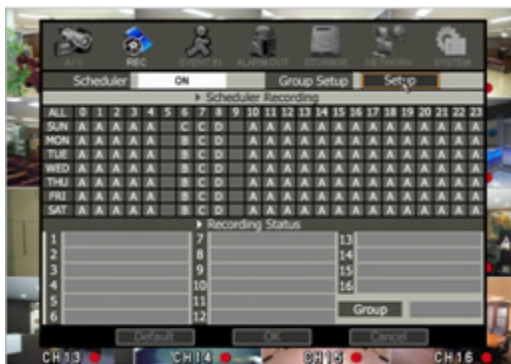 A/V REC EVENT IN ALARM OUT STORAGE NETWORK SYSTEM
Scheduler ON Group Setup Setup
Scheduler Recording
ALL 0 1 2 3 4 5 6 7 8 9 10 11 12 13 14 15 16 17 18 19 20 21 22 23
SUN A A A A A C C D A A A A A A A A A A A A A A
MON A A A A A B C D A A A A A A A A A A A A A A
TUE A A A A A B C D A A A A A A A A A A A A A A
WED A A A A A B C D A A A A A A A A A A A A A A
THU A A A A A B C D A A A A A A A A A A A A A A
FRI A A A A A B C D A A A A A A A A A A A A A A
SAT A A A A A B C D A A A A A A A A A A A A A A
Recording Status
1 7 13
2 8 14
3 9 15
4 10 16
5 11
6 12
Group
Default OK Cancel
CH13 CH14 CH15 CH16